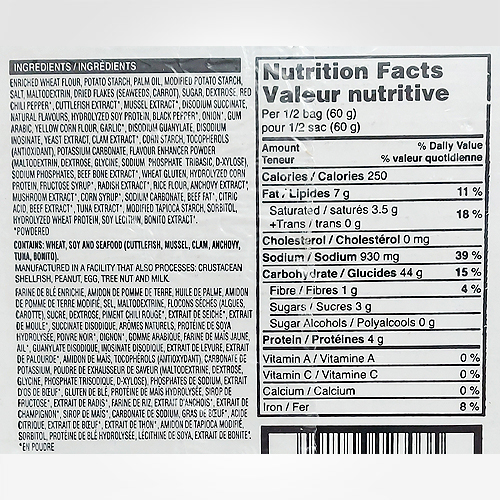 INGREDIENTS / INGRÉDIENTS
ENRICHED WHEAT FLOUR, POTATO STARCH, PALM OIL, MODIFIED POTATO STARCH,
SALT, MALTODEXTRIN, DRIED FLAKES (SEAWEEDS, CARROT), SUGAR, DEXTROSE, RED
CHILI PEPPER*, CUTTLEFISH EXTRACT*, MUSSEL EXTRACT*, DISODIUM SUCCINATE,
NATURAL FLAVOURS, HYDROLYZED SOY PROTEIN, BLACK PEPPER*, ONION*, GUM
ARABIC, YELLOW CORN FLOUR, GARLIC*, DISODIUM GUANYLATE, DISODIUM
INOSINATE, YEAST EXTRACT, CLAM EXTRACT*, CORN STARCH, TOCOPHEROLS
(ANTIOXIDANT), POTASSIUM CARBONATE, FLAVOUR ENHANCER POWDER
(MALTODEXTRIN, DEXTROSE, GLYCINE, SODIUM PHOSPHATE TRIBASIC, D-XYLOSE),
SODIUM PHOSPHATES, BEEF BONE EXTRACT*, WHEAT GLUTEN, HYDROLYZED CORN
PROTEIN, FRUCTOSE SYRUP*, RADISH EXTRACT*, RICE FLOUR, ANCHOVY EXTRACT*,
MUSHROOM EXTRACT*, CORN SYRUP*, SODIUM CARBONATE, BEEF FAT*, CITRIC
ACID, BEEF EXTRACT*, TUNA EXTRACT*, MODIFIED TAPIOCA STARCH, SORBITOL,
HYDROLYZED WHEAT PROTEIN, SOY LECITHIN, BONITO EXTRACT*.
*POWDERED
CONTAINS: WHEAT, SOY AND SEAFOOD (CUTTLEFISH, MUSSEL, CLAM, ANCHOVY,
TUNA, BONITO).
MANUFACTURED IN A FACILITY THAT ALSO PROCESSES: CRUSTACEAN
SHELLFISH, PEANUT, EGG, TREE NUT AND MILK.
FARINE DE BLÉ ENRICHIE, AMIDON DE POMME DE TERRE, HUILE DE PALME, AMIDON
DE POMME DE TERRE MODIFIÉ, SEL, MALTODEXTRINE, FLOCONS SÉCHÉS (ALGUES,
CAROTTE), SUCRE, DEXTROSE, PIMENT CHILI ROUGE*, EXTRAIT DE SEICHE*, EXTRAIT
DE MOULE*, SUCCINATE DISODIQUE, ARÔMES NATURELS, PROTÉINE DE SOYA
HYDROLYSÉE, POIVRE NOIR*, OIGNON*, GOMME ARABIQUE, FARINE DE MAÏS JAUNE,
AIL*, GUANYLATE DISODIQUE, INOSINATE DISODIQUE, EXTRAIT DE LEVURE, EXTRAIT
DE PALOURDE*, AMIDON DE MAÏS, TOCOPHÉROLS (ANTIOXYDANT), CARBONATE DE
POTASSIUM, POUDRE DE EXHAUSSEUR DE SAVEUR (MALTODEXTRINE, DEXTROSE,
GLYCINE, PHOSPHATE TRISODIQUE, D-XYLOSE), PHOSPHATES DE SODIUM, EXTRAIT
D'OS DE BŒUF*, GLUTEN DE BLÉ, PROTÉINE DE MAÏS HYDROLYSÉE, SIROP DE
FRUCTOSE*, EXTRAIT DE RADIS*, FARINE DE RIZ, EXTRAIT D'ANCHOIS*, EXTRAIT DE
CHAMPIGNON*, SIROP DE MAÏS*, CARBONATE DE SODIUM, GRAS DE BŒUF*, ACIDE
CITRIQUE, EXTRAIT DE BŒUF*, EXTRAIT DE THON*, AMIDON DE TAPIOCA MODIFIÉ,
SORBITOL, PROTÉINE DE BLÉ HYDROLYSÉE, LÉCITHINE DE SOYA, EXTRAIT DE BONITE*.
*EN POUDRE
Nutrition Facts
Valeur nutritive
Per 1/2 bag (60 g)
pour 1/2 sac (60 g)
Amount % Daily Value
Teneur % valeur quotidienne
Calories / Calories 250
Fat / Lipides 7 g 11 %
Saturated / saturés 3.5 g
+Trans / trans 0 g 18 %
Cholesterol / Cholestérol 0 mg
Sodium / Sodium 930 mg 39 %
Carbohydrate / Glucides 44 g 15 %
Fibre / Fibres 1 g 4 %
Sugars / Sucres 3 g
Sugar Alcohols / Polyalcools 0 g
Protein / Protéines 4 g
Vitamin A / Vitamine A 0 %
Vitamin C / Vitamine C 0 %
Calcium / Calcium 0 %
Iron / Fer 8 %